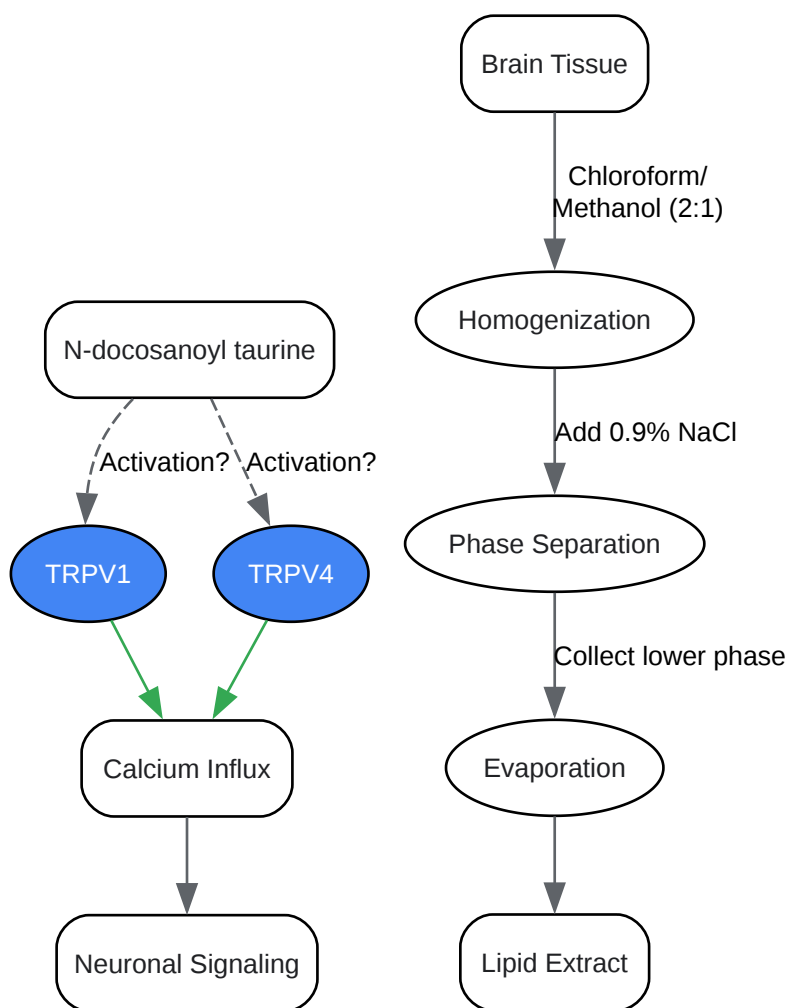 Brain Tissue
Chloroform/
Methanol (2:1)
Homogenization
Add 0.9% NaCl
Phase Separation
Collect lower phase
Evaporation
Lipid Extract
N-docosanoyl taurine
Activation?
Activation?
TRPV1
TRPV4
Calcium Influx
Neuronal Signaling